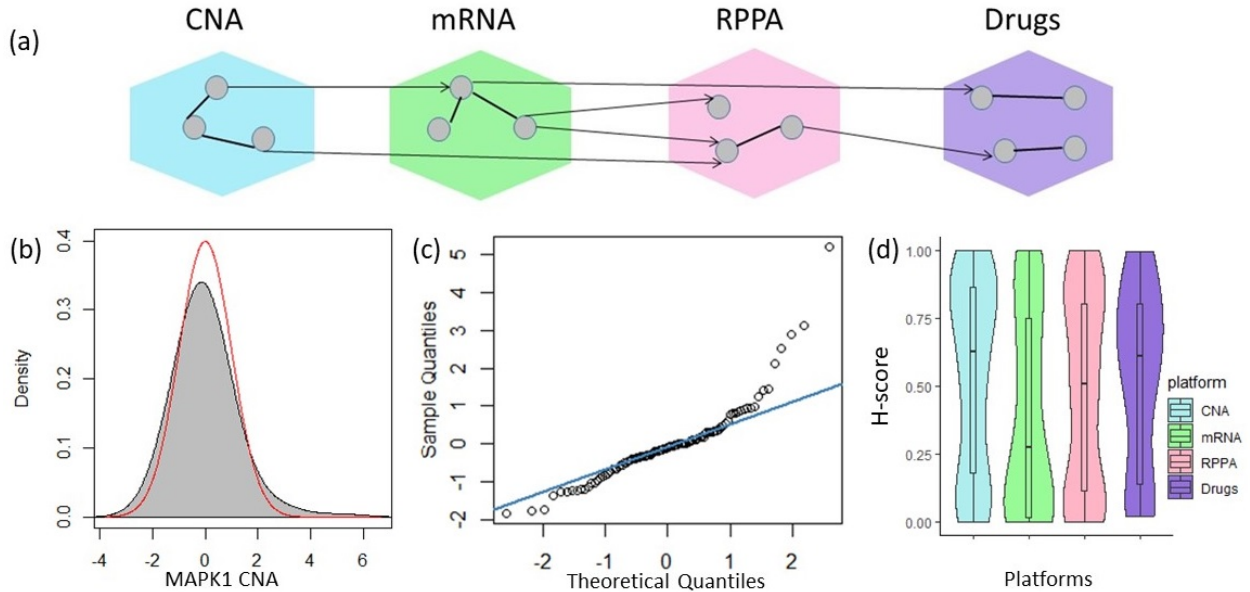 CNA mRNA RPPA Drugs
(a)
(b)
0.4
0.3
0.2
0.1
0.0
Density
-4 -2 0 2 4 6
MAPK1 CNA
(c)
5
4
3
2
1
0
-1
-2
Sample Quantiles
-2 -1 0 1 2
Theoretical Quantiles
(d)
1.00
0.75
0.50
0.25
0.00
H-score
Platforms
platform
CNA
mRNA
RPPA
Drugs